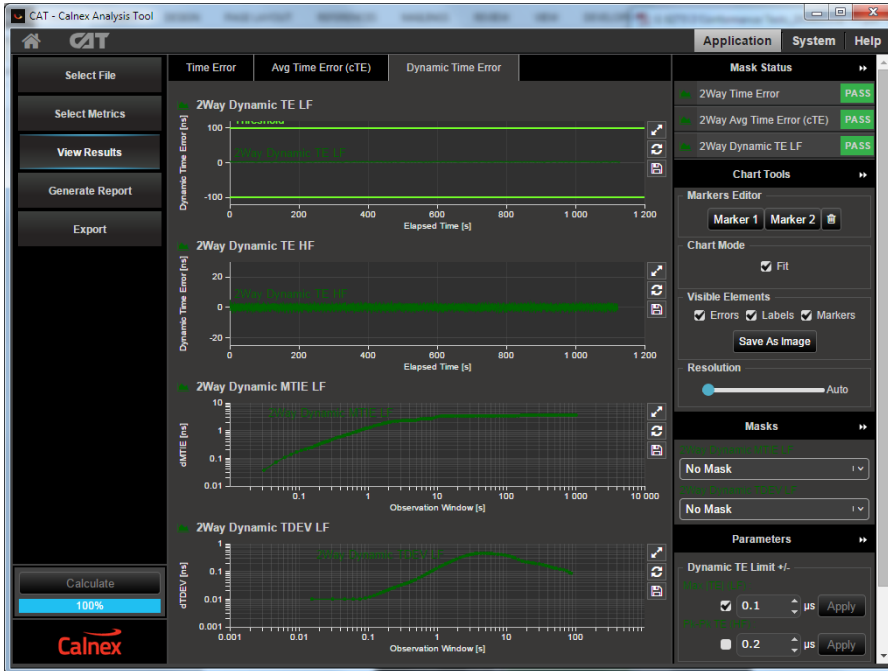 CAT - Calnex Analysis Tool
CAT
Application System Help
Select File
Select Metrics
View Results
Generate Report
Export
Calculate
100%
Calnex
Time Error Avg Time Error (cTE) Dynamic Time Error
2Way Dynamic TE LF
Threshold
2Way Dynamic TE LF
Dynamic Time Error [ns]
100
0
-100
0 200 400 600 800 1 000 1 200
Elapsed Time [s]
2Way Dynamic TE HF
2Way Dynamic TE HF
Dynamic Time Error [ns]
20
0
-20
0 200 400 600 800 1 000 1 200
Elapsed Time [s]
2Way Dynamic MTIE LF
2Way Dynamic MTIE LF
dMTIE [ns]
10
1
0.1
0.01
0.1 1 10 100 1 000 10 000
Observation Window [s]
2Way Dynamic TDEV LF
2Way Dynamic TDEV LF
dTDEV [ns]
1
0.1
0.01
0.001
0.001 0.01 0.1 1 10 100
Observation Window [s]
Mask Status
2Way Time Error PASS
2Way Avg Time Error (cTE) PASS
2Way Dynamic TE LF PASS
Chart Tools
Markers Editor
Marker 1 Marker 2
Chart Mode
Fit
Visible Elements
Errors Labels Markers
Save As Image
Resolution
Auto
Masks
2Way Dynamic MTIE LF
No Mask
2Way Dynamic TDEV LF
No Mask
Parameters
Dynamic TE Limit +/-
0.1 µs Apply
0.2 µs Apply